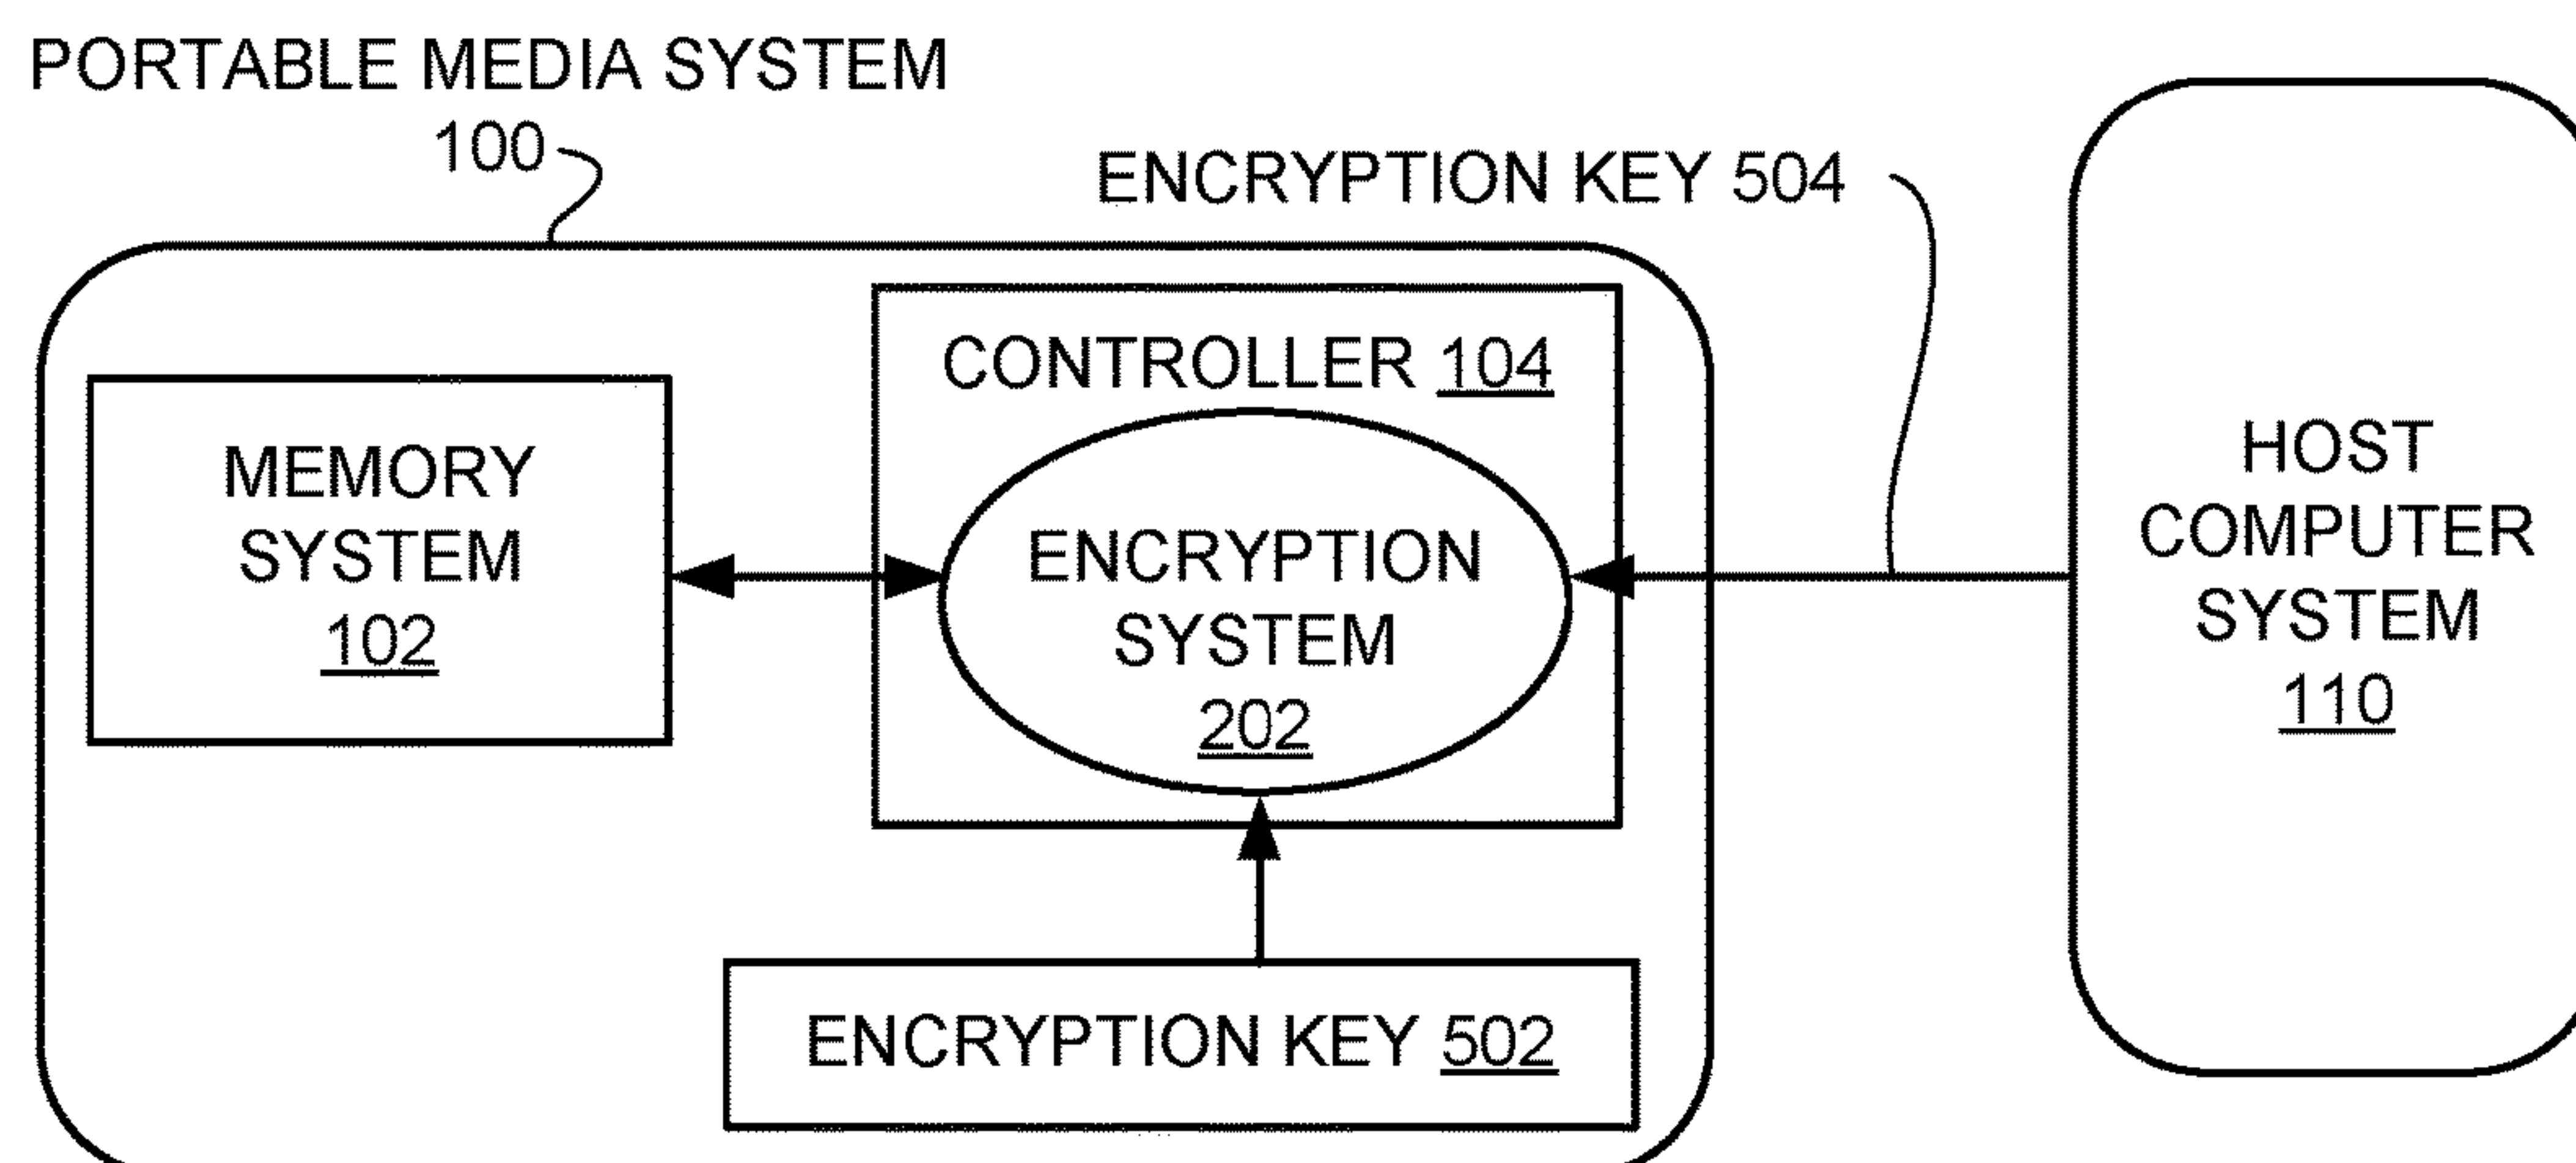 PORTABLE MEDIA SYSTEM
100
ENCRYPTION KEY 504
CONTROLLER 104
MEMORY
SYSTEM
102
ENCRYPTION
SYSTEM
202
HOST
COMPUTER
SYSTEM
110
ENCRYPTION KEY 502